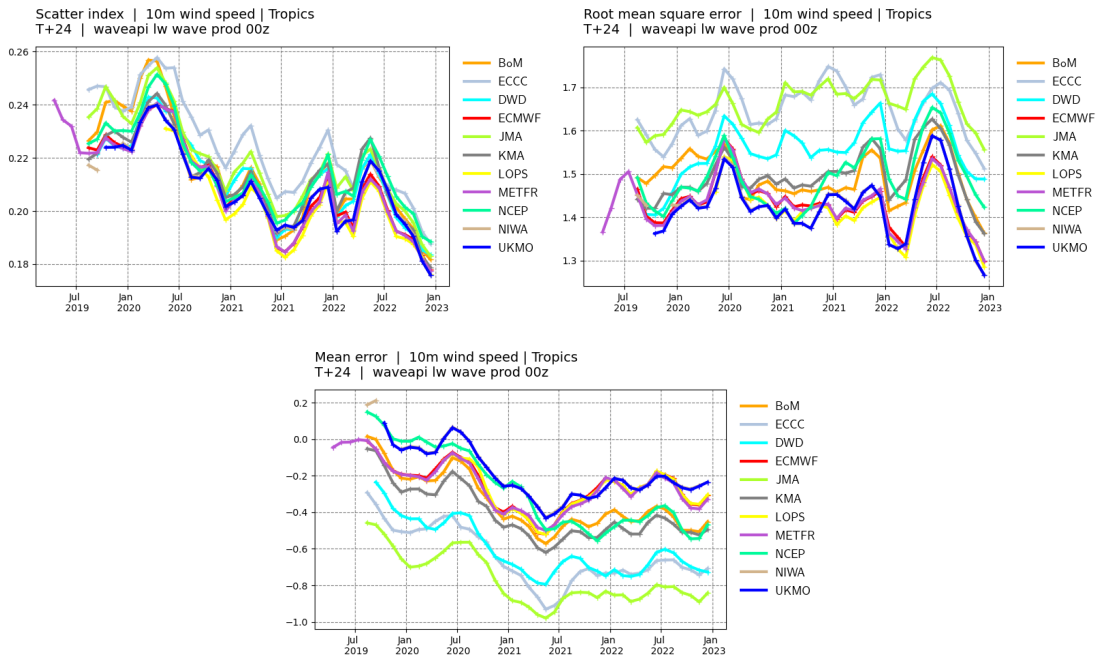 Scatter index | 10m wind speed | Tropics
T+24 | waveapi lw wave prod 00z
0.26
0.24
0.22
0.20
0.18
Jul 2019
Jan 2020
Jul 2020
Jan 2021
Jul 2021
Jan 2022
Jul 2022
Jan 2023
BoM
ECCC
DWD
ECMWF
JMA
KMA
LOPS
METFR
NCEP
NIWA
UKMO
Root mean square error | 10m wind speed | Tropics
T+24 | waveapi lw wave prod 00z
1.7
1.6
1.5
1.4
1.3
Jul 2019
Jan 2020
Jul 2020
Jan 2021
Jul 2021
Jan 2022
Jul 2022
Jan 2023
BoM
ECCC
DWD
ECMWF
JMA
KMA
LOPS
METFR
NCEP
NIWA
UKMO
Mean error | 10m wind speed | Tropics
T+24 | waveapi lw wave prod 00z
0.2
0.0
−0.2
−0.4
−0.6
−0.8
−1.0
Jul 2019
Jan 2020
Jul 2020
Jan 2021
Jul 2021
Jan 2022
Jul 2022
Jan 2023
BoM
ECCC
DWD
ECMWF
JMA
KMA
LOPS
METFR
NCEP
NIWA
UKMO